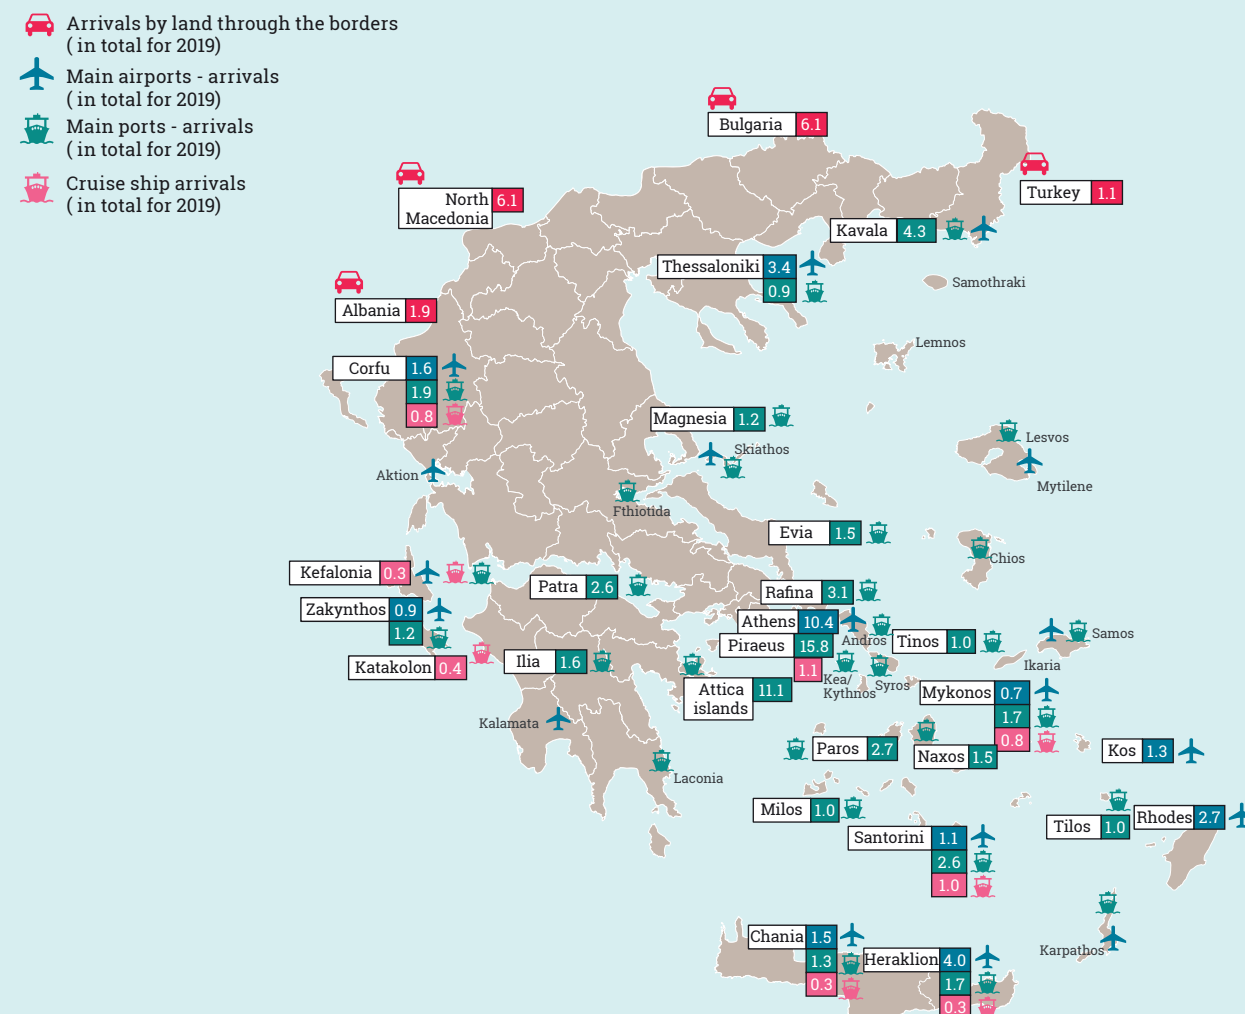 Arrivals by land through the borders
( in total for 2019)
Main airports - arrivals
( in total for 2019)
Main ports - arrivals
( in total for 2019)
Cruise ship arrivals
( in total for 2019)
Bulgaria 6.1
North
Macedonia 6.1
Turkey 1.1
Kavala 4.3
Thessaloniki 3.4
0.9
Samothraki
Albania 1.9
Lemnos
Corfu 1.6
1.9
0.8
Magnesia 1.2
Skiathos
Lesvos
Aktion
Mytilene
Fthiotida
Evia 1.5
Chios
Kefalonia 0.3
Patra 2.6
Rafina 3.1
Zakynthos 0.9
1.2
Athens 10.4
Andros
Piraeus 15.8
1.1
Tinos 1.0
Samos
Katakolon 0.4
Ilia 1.6
Ikaria
Kea/
Kythnos
Syros
Attica
islands 11.1
Mykonos 0.7
1.7
0.8
Kalamata
Paros 2.7
Naxos 1.5
Kos 1.3
Laconia
Milos 1.0
Tilos 1.0
Rhodes 2.7
Santorini 1.1
2.6
1.0
Karpathos
Chania 1.5
1.3
0.3
Heraklion 4.0
1.7
0.3